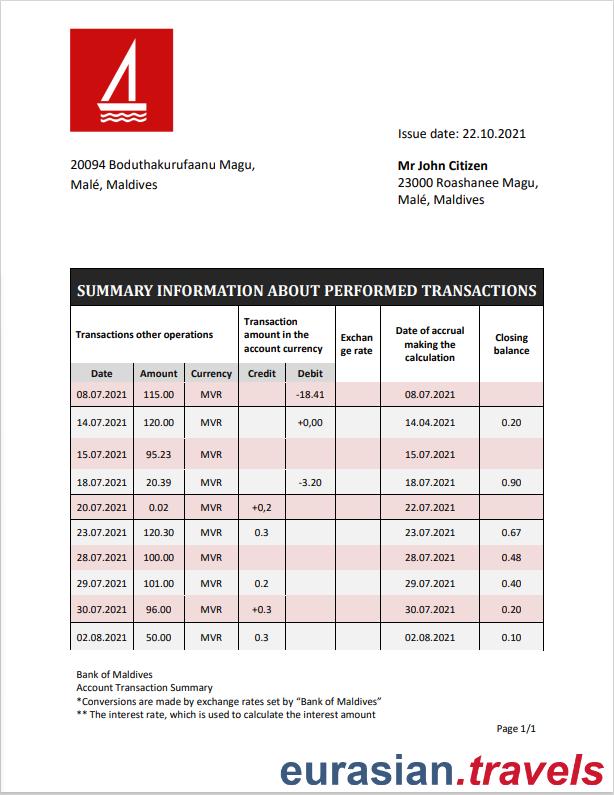 Issue date: 22.10.2021
20094 Boduthakurufaanu Magu,
Malé, Maldives
Mr John Citizen
23000 Roashanee Magu,
Malé, Maldives
SUMMARY INFORMATION ABOUT PERFORMED TRANSACTIONS
Transactions other operations
Transaction
amount in the
account currency
Exchan
ge rate
Date of accrual
making the
calculation
Closing
balance
Date Amount Currency Credit Debit
08.07.2021 115.00 MVR -18.41 08.07.2021
14.07.2021 120.00 MVR +0,00 14.04.2021 0.20
15.07.2021 95.23 MVR 15.07.2021
18.07.2021 20.39 MVR -3.20 18.07.2021 0.90
20.07.2021 0.02 MVR +0,2 22.07.2021
23.07.2021 120.30 MVR 0.3 23.07.2021 0.67
28.07.2021 100.00 MVR 28.07.2021 0.48
29.07.2021 101.00 MVR 0.2 29.07.2021 0.40
30.07.2021 96.00 MVR +0.3 30.07.2021 0.20
02.08.2021 50.00 MVR 0.3 02.08.2021 0.10
Bank of Maldives
Account Transaction Summary
*Conversions are made by exchange rates set by “Bank of Maldives”
** The interest rate, which is used to calculate the interest amount
Page 1/1
eurasian.travels